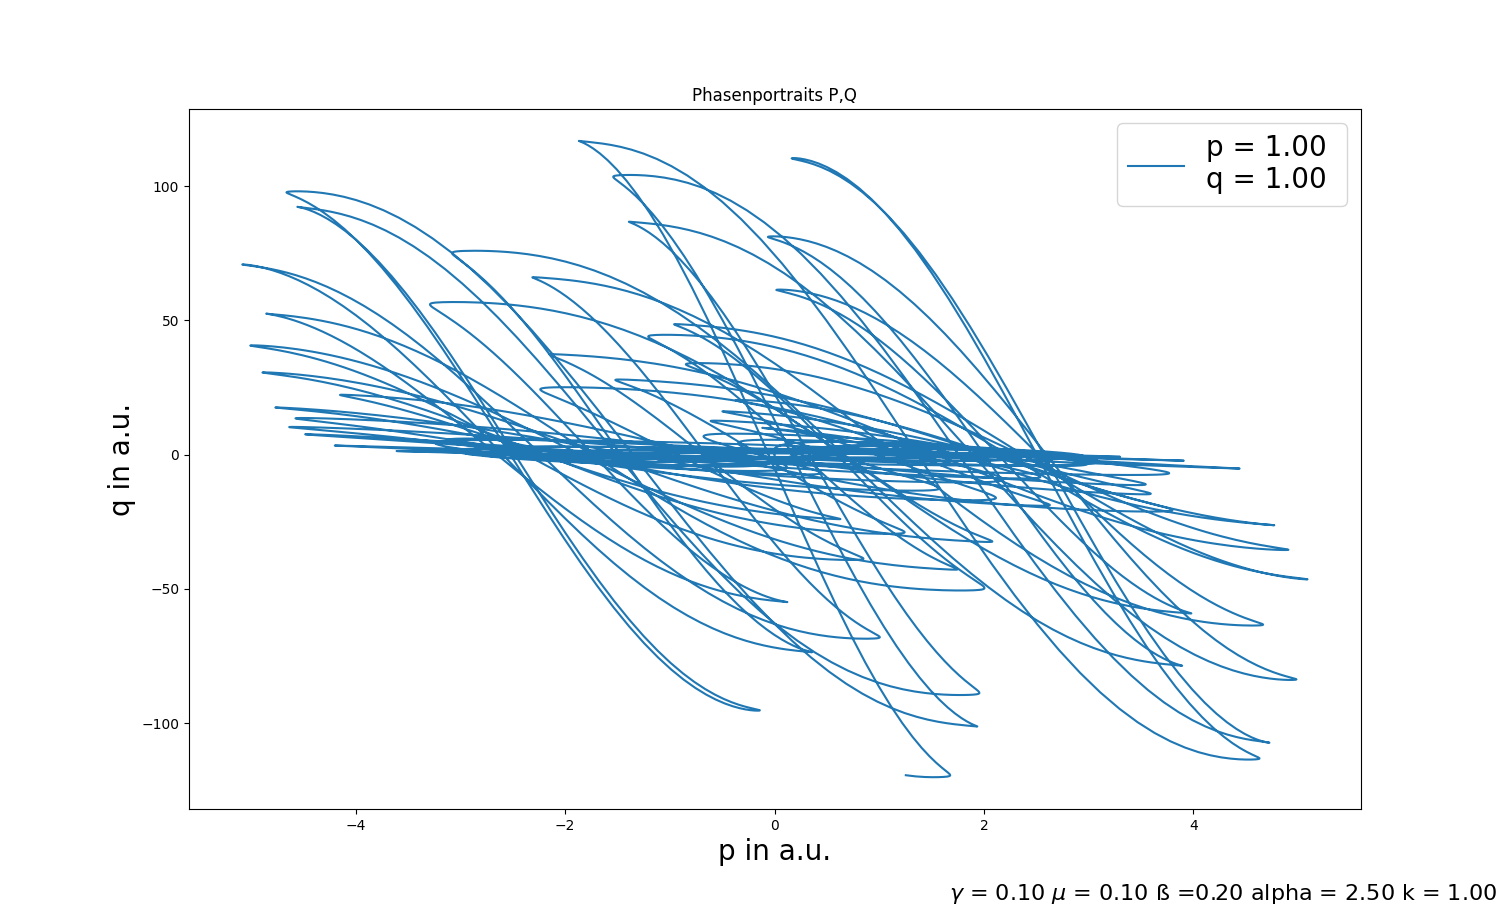 Phasenportraits P,Q
p = 1.00
q = 1.00
100
50
0
−50
−100
q in a.u.
−4 −2 0 2 4
p in a.u.
γ = 0.10 μ = 0.10 ß =0.20 alpha = 2.50 k = 1.00